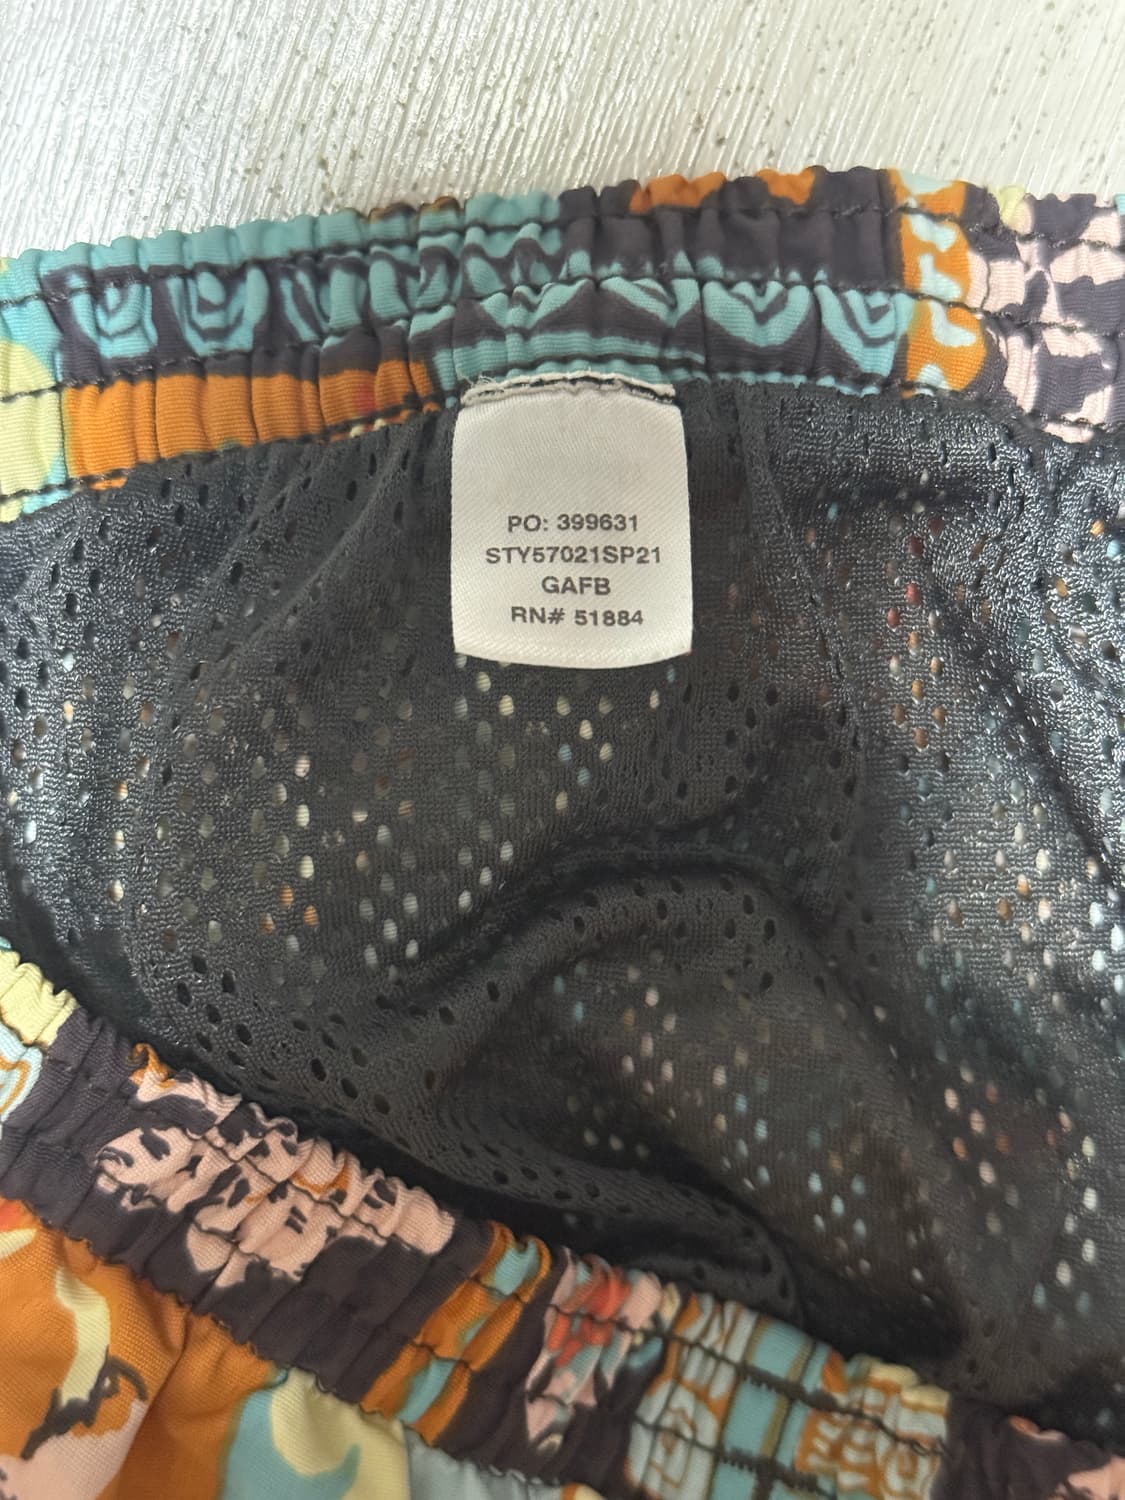 PO: 399631
STY57021SP21
GAFB
RN# 51884